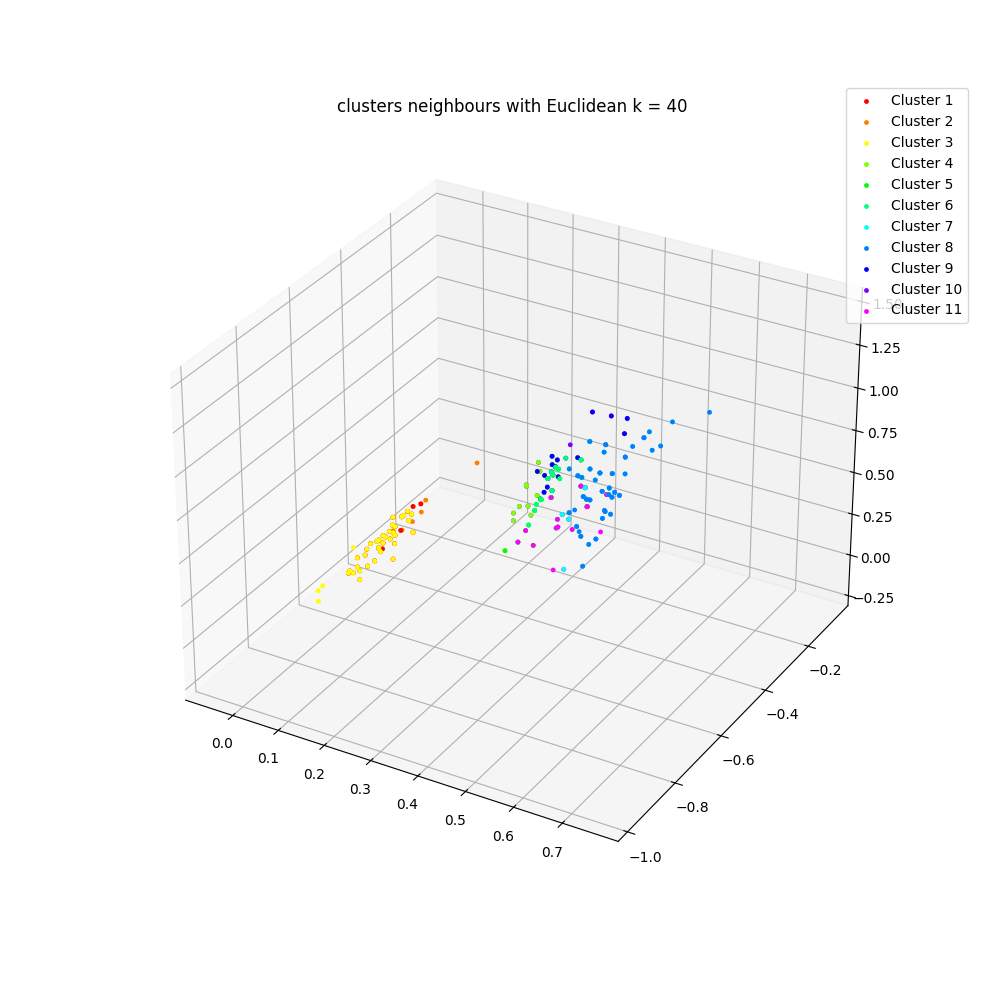 clusters neighbours with Euclidean k = 40
Cluster 1
Cluster 2
Cluster 3
Cluster 4
Cluster 5
Cluster 6
Cluster 7
Cluster 8
Cluster 9
Cluster 10
Cluster 11
1.50
1.25
1.00
0.75
0.50
0.25
0.00
−0.25
−0.2
−0.4
−0.6
−0.8
−1.0
0.0
0.1
0.2
0.3
0.4
0.5
0.6
0.7